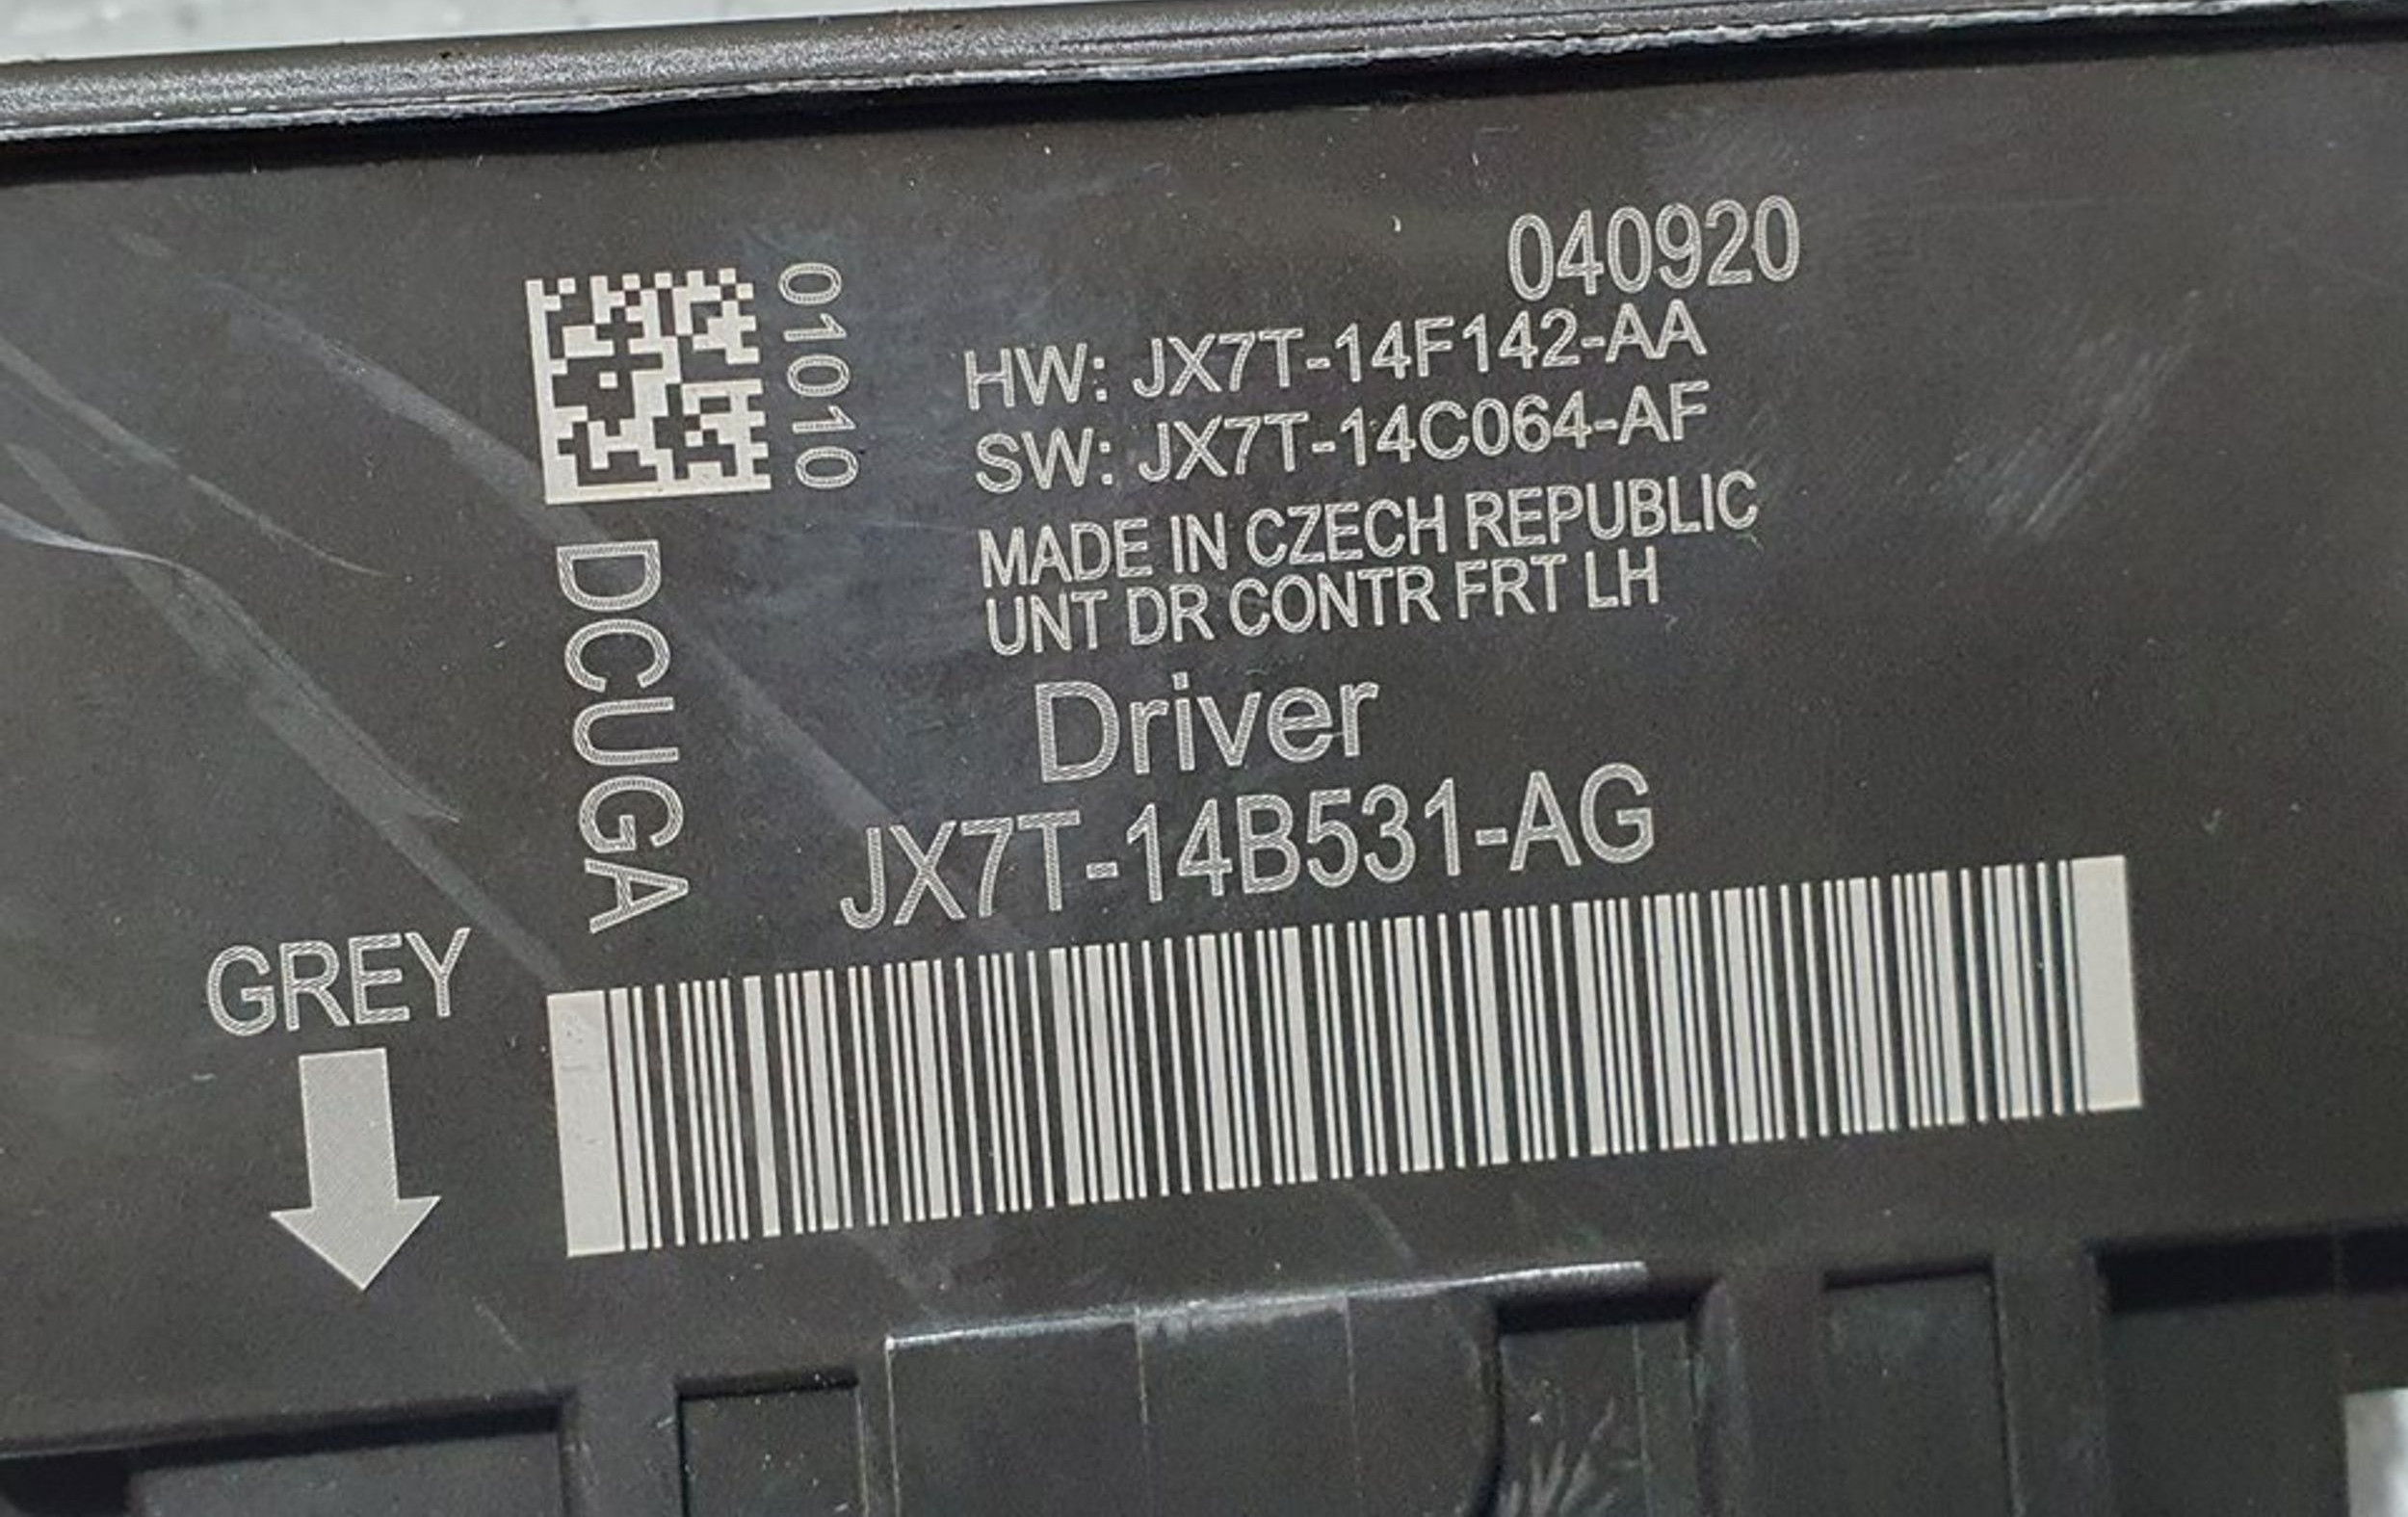 040920
01010
HW: JX7T-14F142-AA
SW: JX7T-14C064-AF
MADE IN CZECH REPUBLIC
UNT DR CONTR FRT LH
DCUGA
Driver
JX7T-14B531-AG
GREY